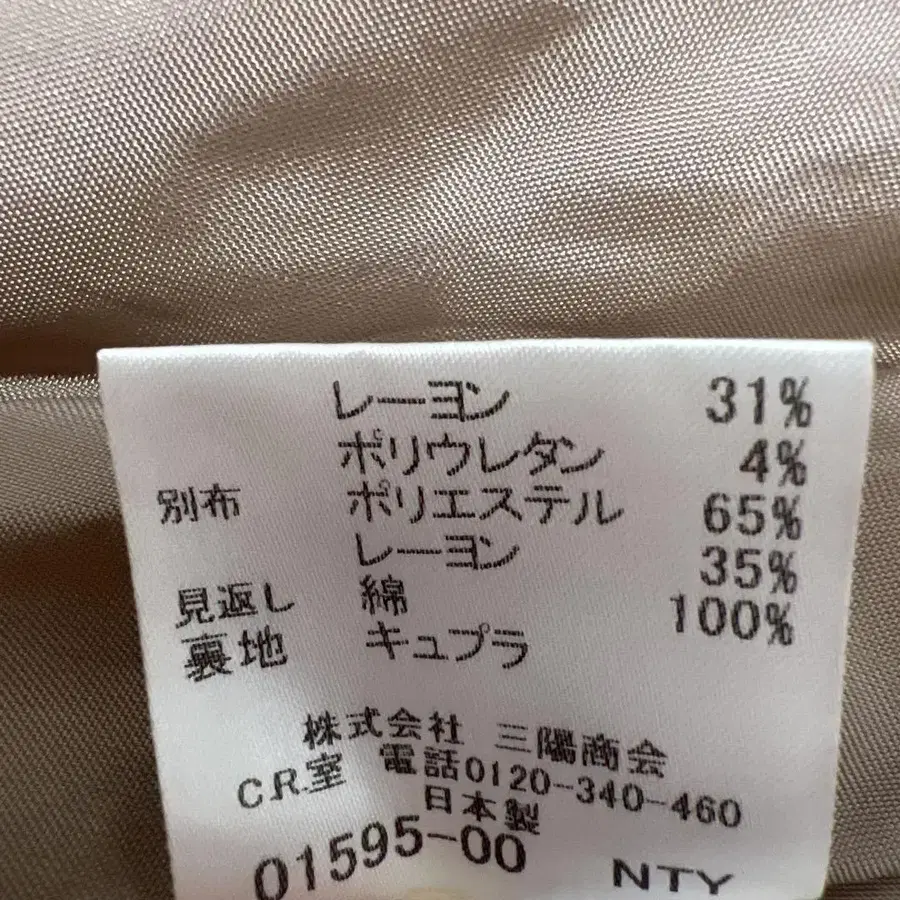 レーヨン 31%
ポリウレタン 4%
別布 ポリエステル 65%
レーヨン 35%
見返し 綿 100%
裏地 キュプラ
株式会社 三陽商会
C.R.室 電話0120-340-460
日本製
01595-00 NTY